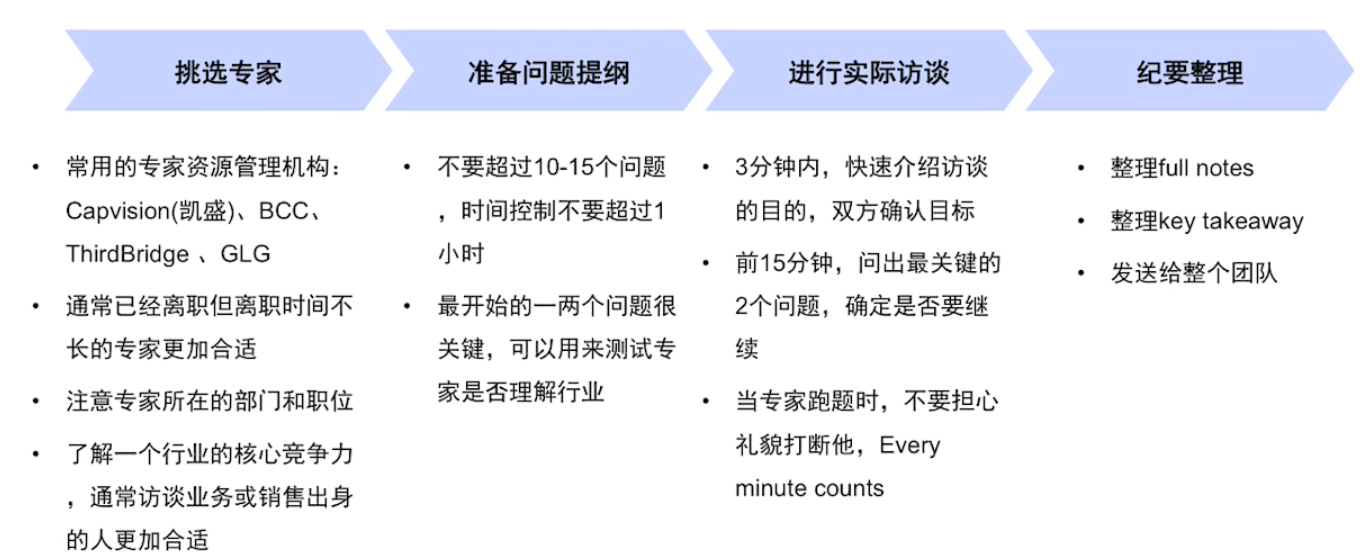 挑选专家
准备问题提纲
进行实际访谈
纪要整理
• 常用的专家资源管理机构：
Capvision(凯盛)、BCC、
ThirdBridge 、GLG
• 通常已经离职但离职时间不
长的专家更加合适
• 注意专家所在的部门和职位
• 了解一个行业的核心竞争力
，通常访谈业务或销售出身
的人更加合适
• 不要超过10-15个问题
，时间控制不要超过1
小时
• 最开始的一两个问题很
关键，可以用来测试专
家是否理解行业
• 3分钟内，快速介绍访谈
的目的，双方确认目标
• 前15分钟，问出最关键的
2个问题，确定是否要继
续
• 当专家跑题时，不要担心
礼貌打断他，Every
minute counts
• 整理full notes
• 整理key takeaway
• 发送给整个团队